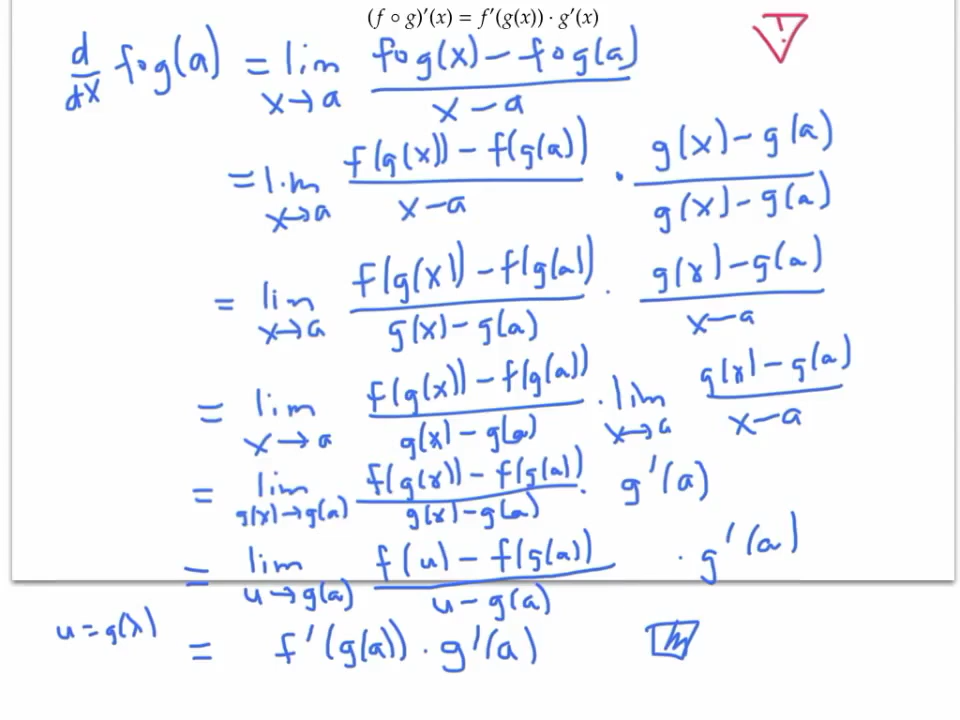 (f ∘ g)′(x) = f′(g(x)) · g′(x)
d/dx f∘g(a) = lim x→a (f∘g(x) − f∘g(a)) / (x − a)
= lim x→a (f(g(x)) − f(g(a))) / (x − a) · (g(x) − g(a)) / (g(x) − g(a))
= lim x→a (f(g(x)) − f(g(a))) / (g(x) − g(a)) · (g(x) − g(a)) / (x − a)
= lim x→a (f(g(x)) − f(g(a))) / (g(x) − g(a)) · lim x→a (g(x) − g(a)) / (x − a)
= lim g(x)→g(a) (f(g(x)) − f(g(a))) / (g(x) − g(a)) · g′(a)
= lim u→g(a) (f(u) − f(g(a))) / (u − g(a)) · g′(a)
u = g(x)
= f′(g(a)) · g′(a)